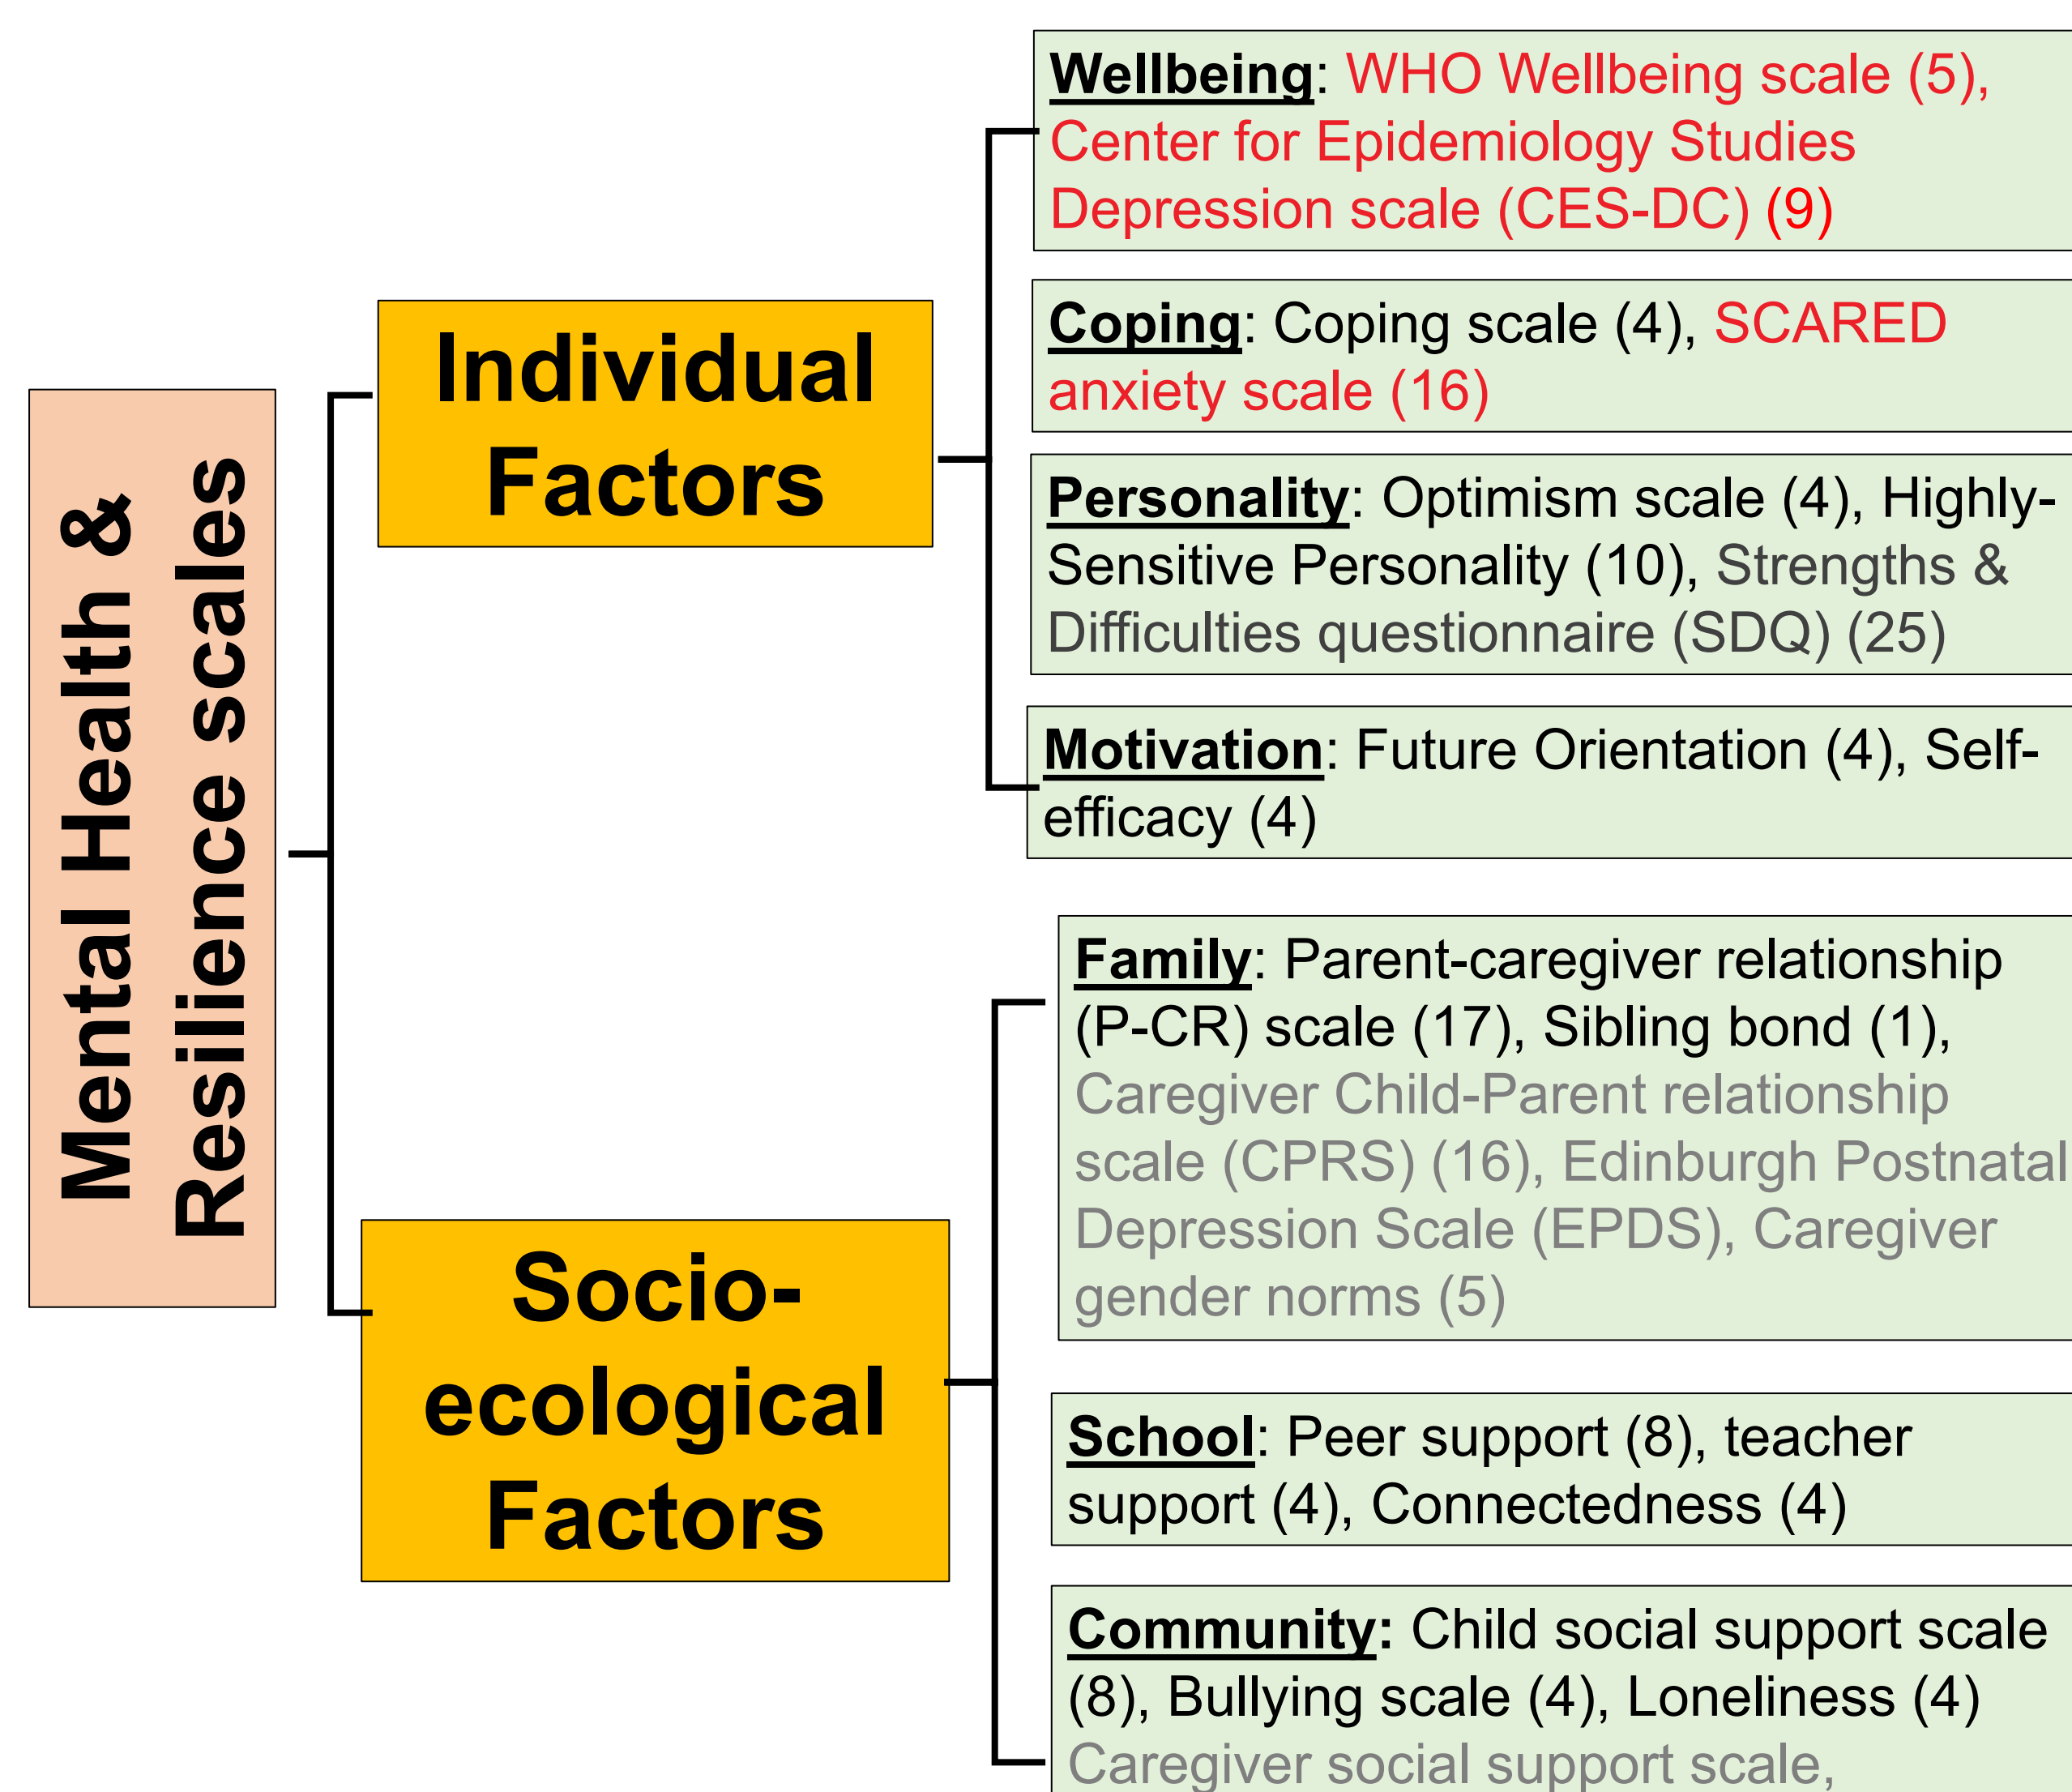 Mental Health &
Resilience scales
Individual
Factors
Wellbeing: WHO Wellbeing scale (5),
Center for Epidemiology Studies
Depression scale (CES-DC) (9)
Coping: Coping scale (4), SCARED
anxiety scale (16)
Personality: Optimism scale (4), Highly-
Sensitive Personality (10), Strengths &
Difficulties questionnaire (SDQ) (25)
Motivation: Future Orientation (4), Self-
efficacy (4)
Socio-
ecological
Factors
Family: Parent-caregiver relationship
(P-CR) scale (17), Sibling bond (1),
Caregiver Child-Parent relationship
scale (CPRS) (16), Edinburgh Postnatal
Depression Scale (EPDS), Caregiver
gender norms (5)
School: Peer support (8), teacher
support (4), Connectedness (4)
Community: Child social support scale
(8), Bullying scale (4), Loneliness (4)
Caregiver social support scale,